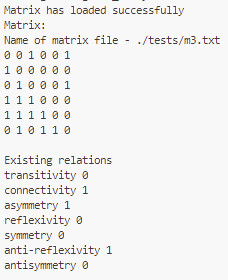 Matrix has loaded successfully
Matrix:
Name of matrix file - ./tests/m3.txt
0 0 1 0 0 1
1 0 0 0 0 0
0 1 0 0 0 1
1 1 1 0 0 0
1 1 1 1 0 0
0 1 0 1 1 0
Existing relations
transitivity 0
connectivity 1
asymmetry 1
reflexivity 0
symmetry 0
anti-reflexivity 1
antisymmetry 0